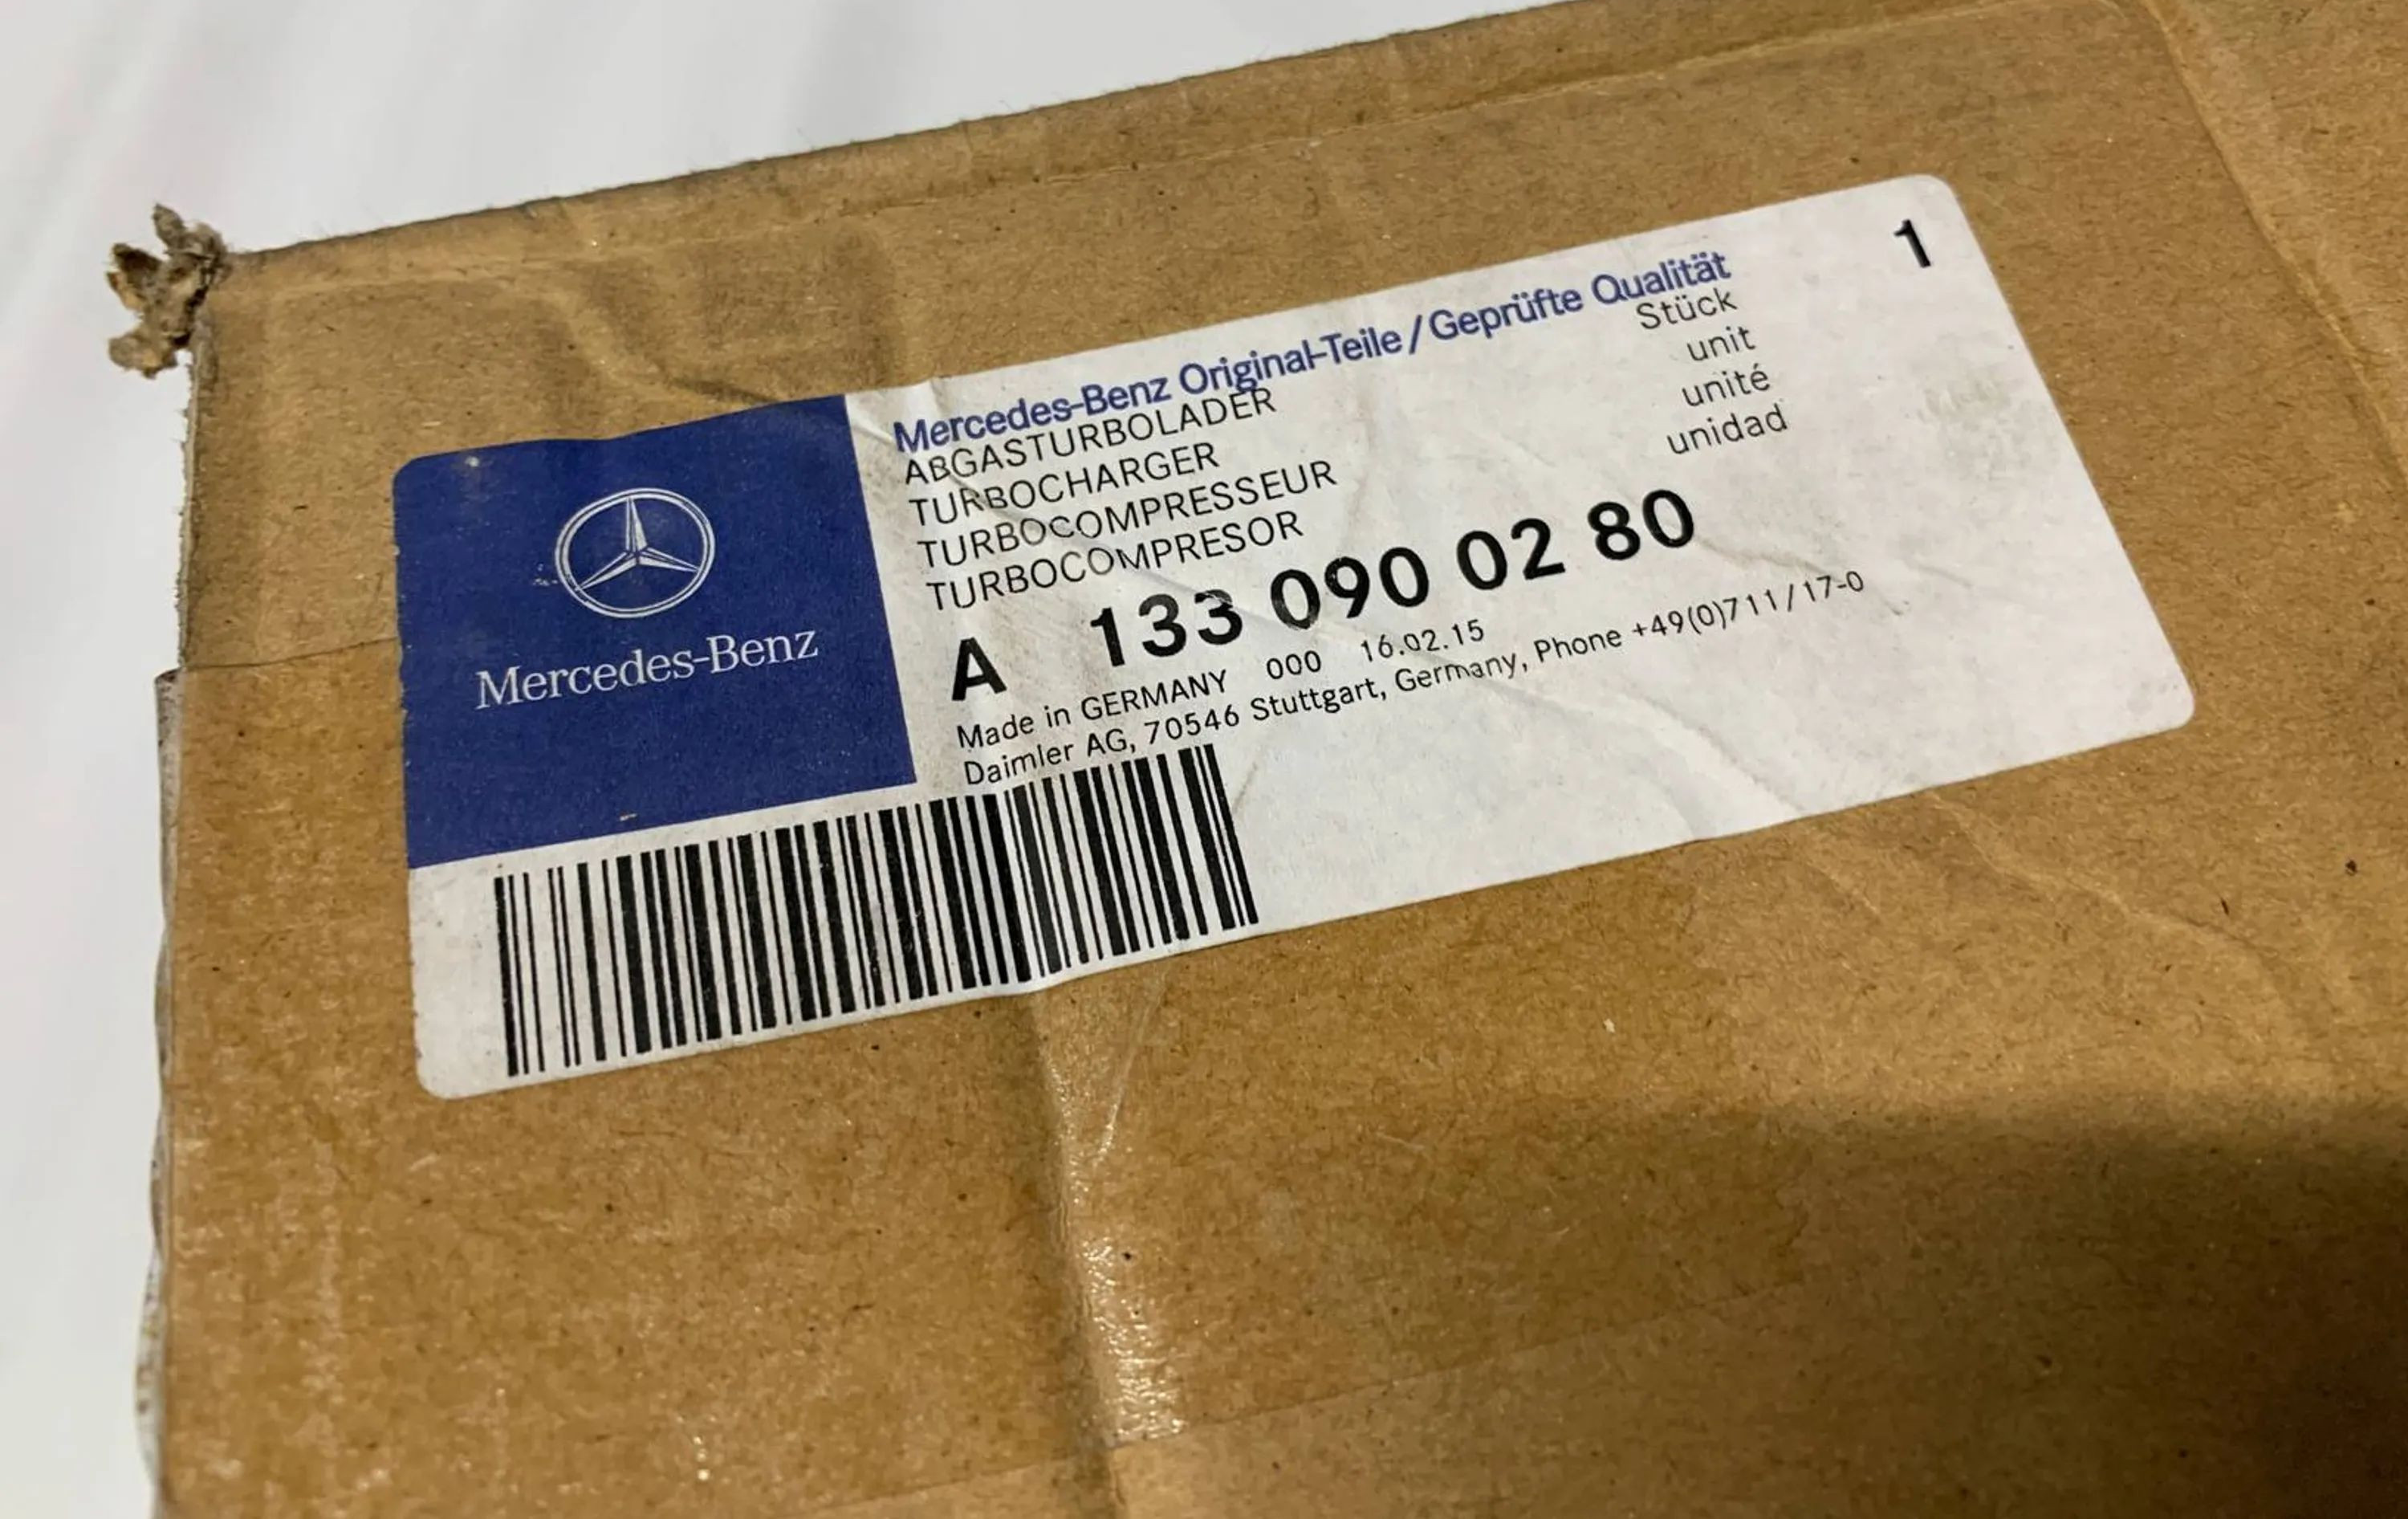 Mercedes-Benz
Mercedes-Benz Original-Teile / Geprüfte Qualität
ABGASTURBOLADER
TURBOCHARGER
TURBOCOMPRESSEUR
TURBOCOMPRESOR
Stück 1
unit
unité
unidad
A 133 090 02 80
Made in GERMANY 000 16.02.15
Daimler AG, 70546 Stuttgart, Germany, Phone +49(0)711/17-0